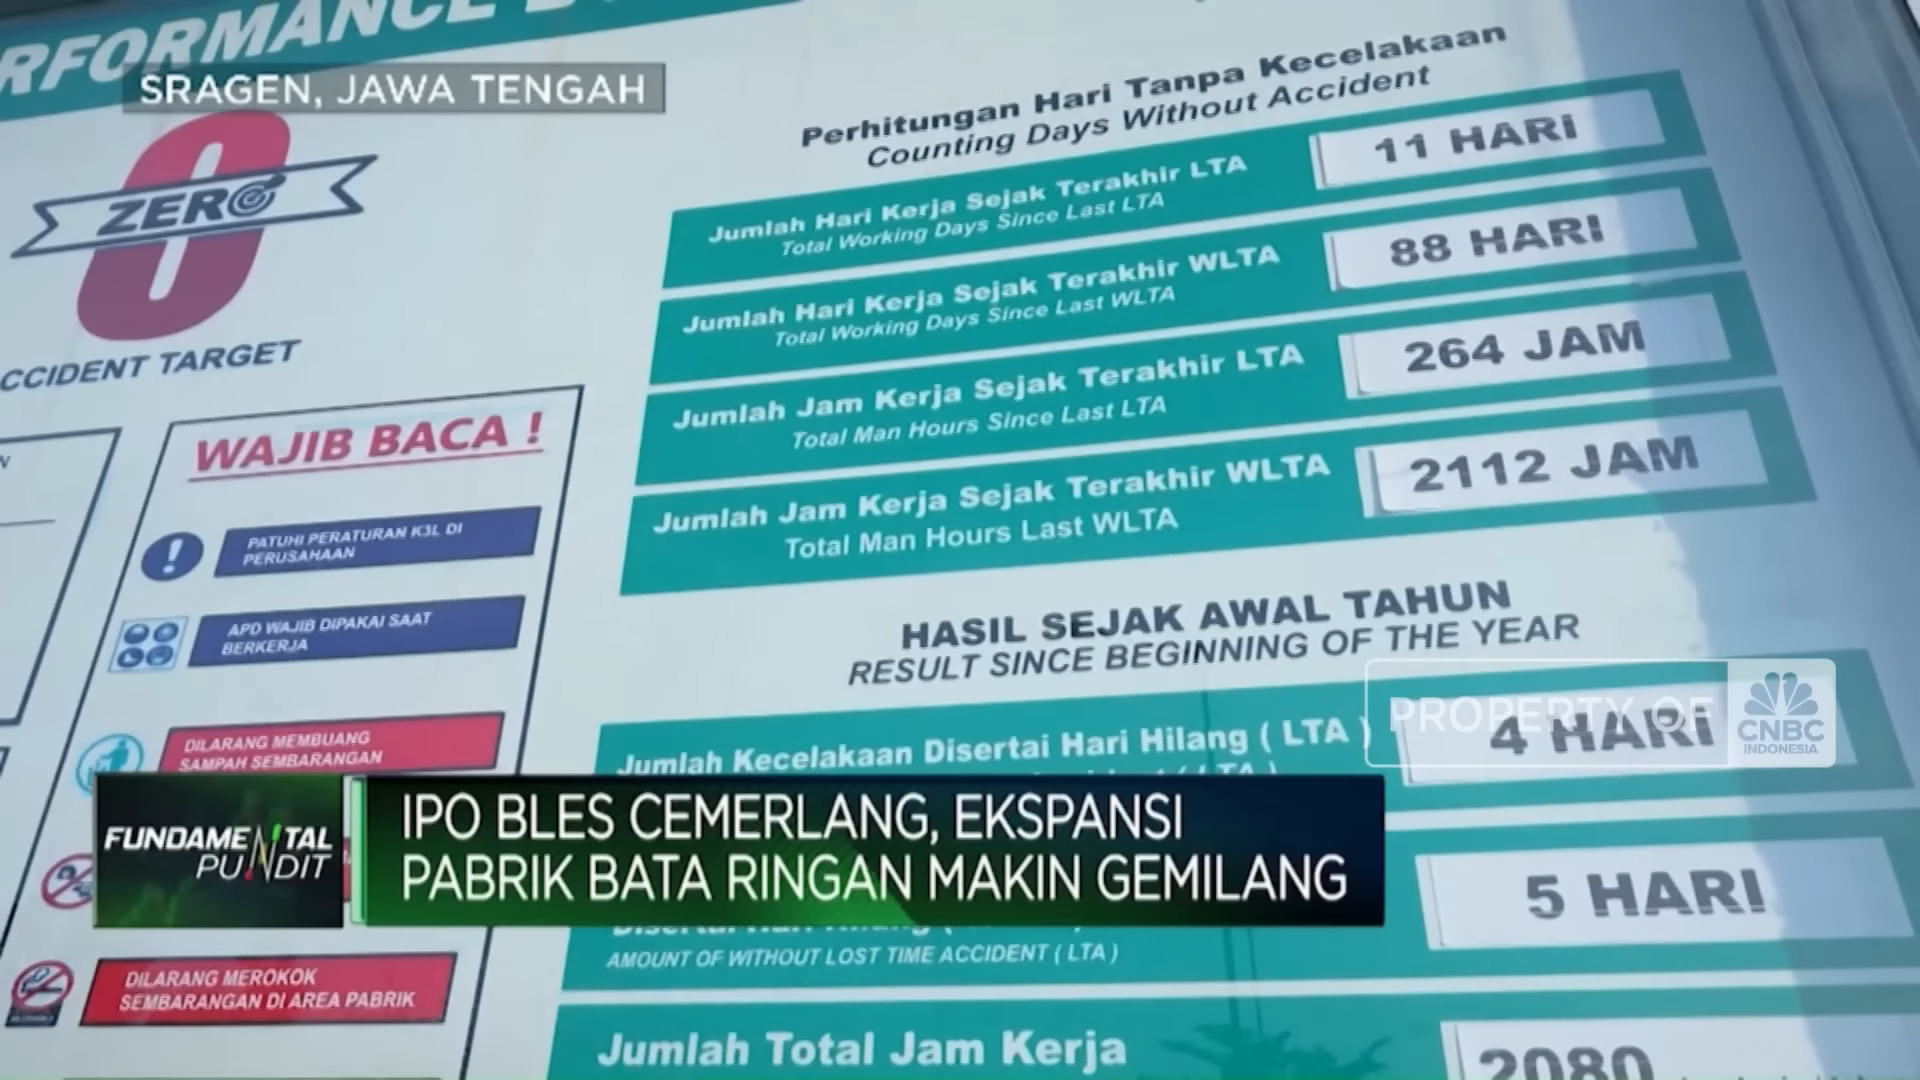 RFORMANCE
SRAGEN, JAWA TENGAH
ZERO
CCIDENT TARGET
WAJIB BACA !
PATUHI PERATURAN K3L DI
PERUSAHAAN
APD WAJIB DIPAKAI SAAT
BERKERJA
DILARANG MEMBUANG
SAMPAH SEMBARANGAN
DILARANG MEROKOK
SEMBARANGAN DI AREA PABRIK
Perhitungan Hari Tanpa Kecelakaan
Counting Days Without Accident
Jumlah Hari Kerja Sejak Terakhir LTA
Total Working Days Since Last LTA
11 HARI
Jumlah Hari Kerja Sejak Terakhir WLTA
Total Working Days Since Last WLTA
88 HARI
Jumlah Jam Kerja Sejak Terakhir LTA
Total Man Hours Since Last LTA
264 JAM
Jumlah Jam Kerja Sejak Terakhir WLTA
Total Man Hours Last WLTA
2112 JAM
HASIL SEJAK AWAL TAHUN
RESULT SINCE BEGINNING OF THE YEAR
Jumlah Kecelakaan Disertai Hari Hilang ( LTA )
4 HARI
PROPERTY OF
CNBC
INDONESIA
FUNDAMENTAL
PUNDIT
IPO BLES CEMERLANG, EKSPANSI
PABRIK BATA RINGAN MAKIN GEMILANG
5 HARI
AMOUNT OF WITHOUT LOST TIME ACCIDENT ( LTA )
Jumlah Total Jam Kerja
2080